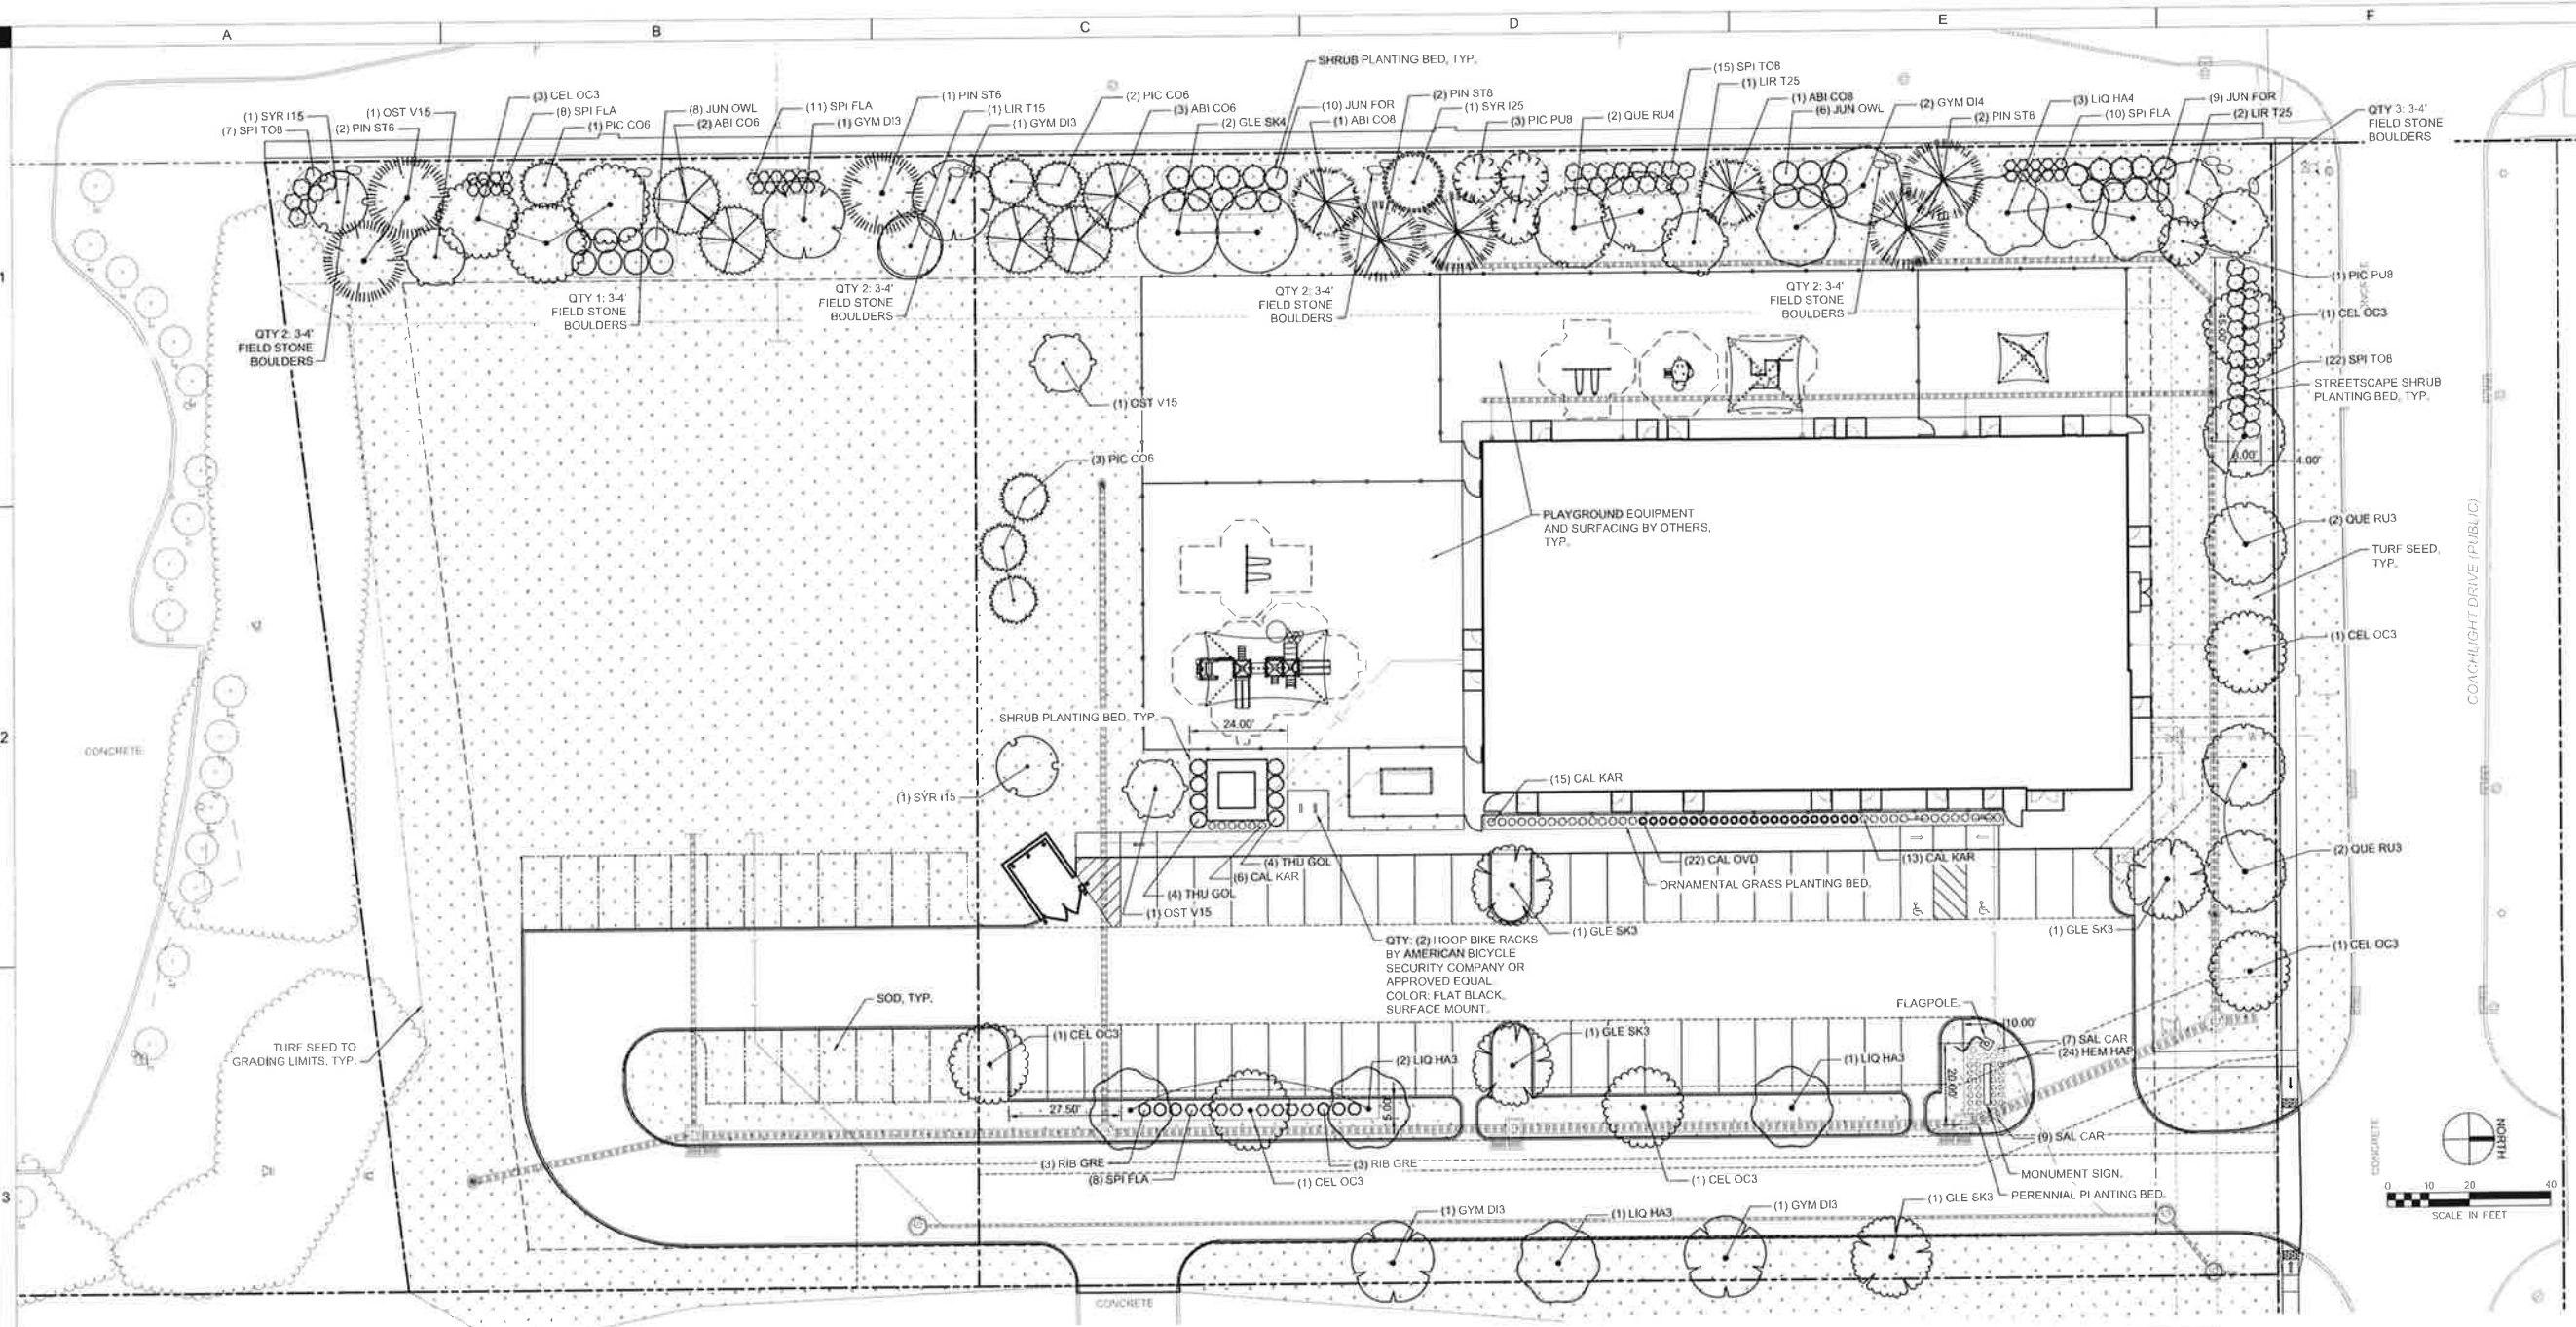 A
B
C
D
E
F
SHRUB PLANTING BED, TYP.
(1) SYR I15
(7) SPI TO8
(1) OST V15
(2) PIN ST6
(3) CEL OC3
(8) SPI FLA
(1) PIC CO6
(8) JUN OWL
(2) ABI CO6
(11) SPI FLA
(1) GYM DI3
(1) PIN ST6
(1) LIR T15
(1) GYM DI3
(2) PIC CO6
(3) ABI CO6
(10) JUN FOR
(2) GLE SK4
(2) PIN ST8
(1) SYR I25
(1) ABI CO8
(3) PIC PU8
(15) SPI TO8
(1) LIR T25
(2) QUE RU4
(1) ABI CO8
(6) JUN OWL
(2) GYM DI4
(2) PIN ST8
(3) LIQ HA4
(10) SPI FLA
(9) JUN FOR
(2) LIR T25
QTY 3: 3-4'
FIELD STONE
BOULDERS
1
QTY 2: 3-4'
FIELD STONE
BOULDERS
QTY 1: 3-4'
FIELD STONE
BOULDERS
QTY 2: 3-4'
FIELD STONE
BOULDERS
QTY 2: 3-4'
FIELD STONE
BOULDERS
QTY 2: 3-4'
FIELD STONE
BOULDERS
(1) PIC PU8
CONCRETE
45.00'
(1) CEL OC3
(22) SPI TO8
STREETSCAPE SHRUB
PLANTING BED, TYP.
4.00'
(1) OST V15
(3) PIC CO6
PLAYGROUND EQUIPMENT
AND SURFACING BY OTHERS,
TYP.
(2) QUE RU3
TURF SEED,
TYP.
COACHLIGHT DRIVE (PUBLIC)
(1) CEL OC3
2
CONCRETE
SHRUB PLANTING BED, TYP.
24.00'
(1) SYR I15
(15) CAL KAR
(4) THU GOL
(6) CAL KAR
(4) THU GOL
(1) OST V15
(22) CAL OVD
(13) CAL KAR
ORNAMENTAL GRASS PLANTING BED.
(2) QUE RU3
(1) GLE SK3
(1) GLE SK3
QTY: (2) HOOP BIKE RACKS
BY AMERICAN BICYCLE
SECURITY COMPANY OR
APPROVED EQUAL
COLOR: FLAT BLACK,
SURFACE MOUNT.
(1) CEL OC3
SOD, TYP.
FLAGPOLE.
10.00'
TURF SEED TO
GRADING LIMITS, TYP.
(1) CEL OC3
(1) GLE SK3
(7) SAL CAR
(24) HEM HAP
(2) LIQ HA3
(1) LIQ HA3
20.00'
27.50'
(9) SAL CAR
(3) RIB GRE
(8) SPI FLA
(3) RIB GRE
(1) CEL OC3
(1) CEL OC3
MONUMENT SIGN.
PERENNIAL PLANTING BED.
CONCRETE
NORTH
3
(1) GYM DI3
(1) LIQ HA3
(1) GYM DI3
(1) GLE SK3
0 10 20 40
SCALE IN FEET
CONCRETE